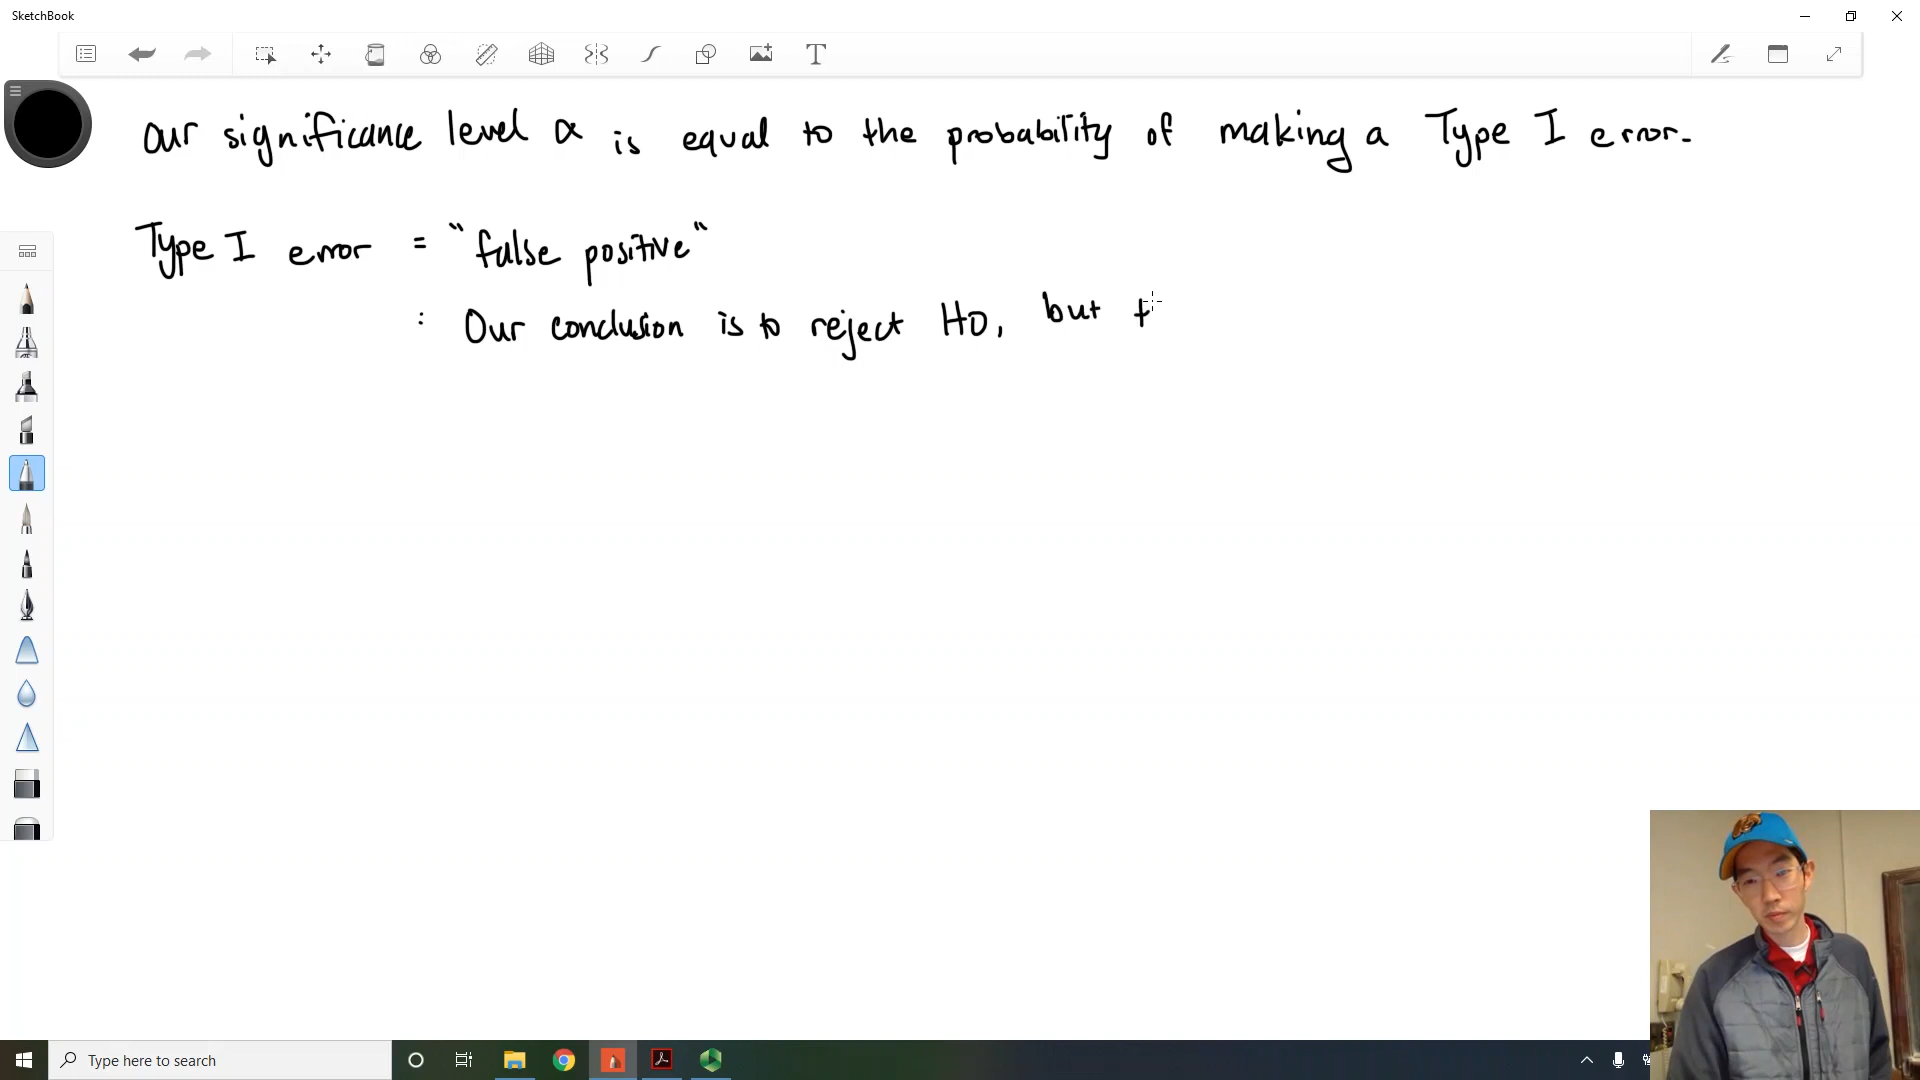 SketchBook
Our significance level α is equal to the probability of making a Type I error.
Type I error = "false positive"
: Our conclusion is to reject H0, but t
Type here to search